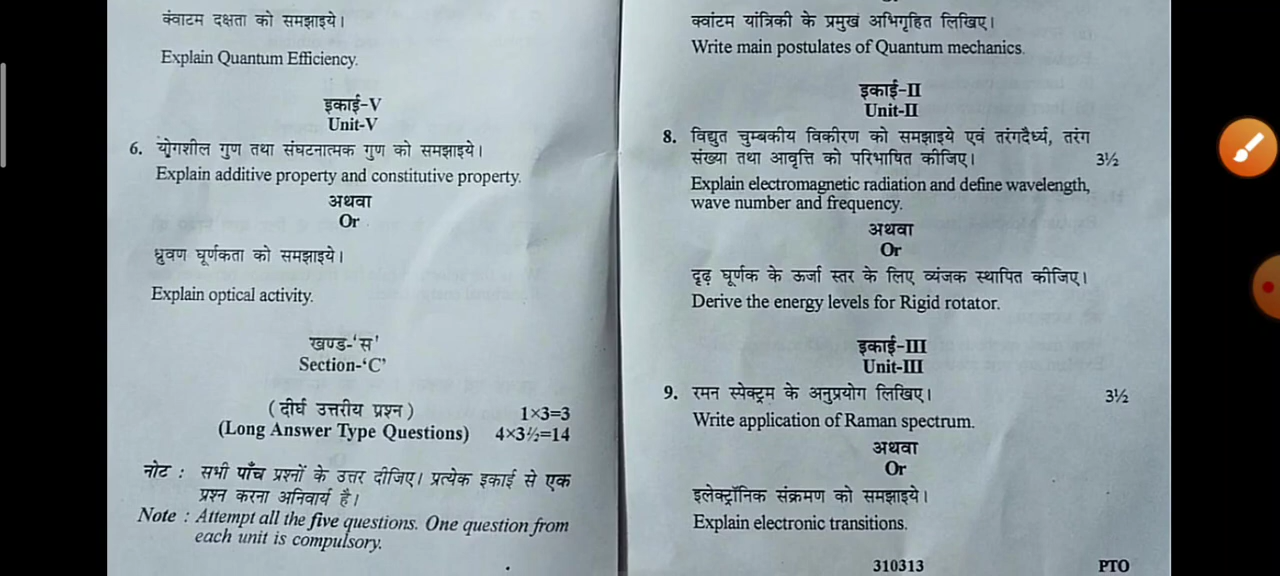 क्वाटम दक्षता को समझाइये।
Explain Quantum Efficiency.
इकाई-V
Unit-V
6. योगशील गुण तथा संघटनात्मक गुण को समझाइये।
Explain additive property and constitutive property.
अथवा
Or
ध्रुवण घूर्णकता को समझाइये।
Explain optical activity.
खण्ड-‘स’
Section-‘C’
(दीर्घ उत्तरीय प्रश्न) 1×3=3
(Long Answer Type Questions) 4×3½=14
नोट : सभी पाँच प्रश्नों के उत्तर दीजिए। प्रत्येक इकाई से एक
प्रश्न करना अनिवार्य है।
Note : Attempt all the five questions. One question from
each unit is compulsory.
क्वांटम यांत्रिकी के प्रमुख अभिगृहित लिखिए।
Write main postulates of Quantum mechanics.
इकाई-II
Unit-II
8. विद्युत चुम्बकीय विकीरण को समझाइये एवं तरंगदैर्ध्य, तरंग
संख्या तथा आवृत्ति को परिभाषित कीजिए। 3½
Explain electromagnetic radiation and define wavelength,
wave number and frequency.
अथवा
Or
दृढ़ घूर्णक के ऊर्जा स्तर के लिए व्यंजक स्थापित कीजिए।
Derive the energy levels for Rigid rotator.
इकाई-III
Unit-III
9. रमन स्पेक्ट्रम के अनुप्रयोग लिखिए। 3½
Write application of Raman spectrum.
अथवा
Or
इलेक्ट्रॉनिक संक्रमण को समझाइये।
Explain electronic transitions.
310313 PTO